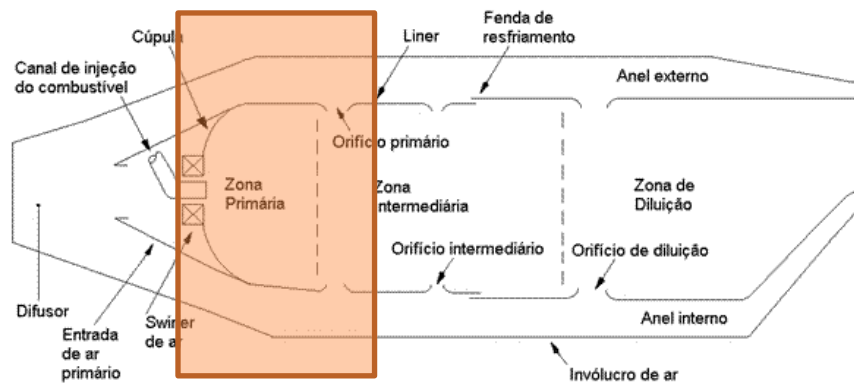 Cúpula
Canal de injeção
do combustível
Liner
Fenda de
resfriamento
Anel externo
Orifício primário
Zona
Primária
Zona
Intermediária
Zona de
Diluição
Orifício intermediário
Orifício de diluição
Difusor
Entrada
de ar
primário
Swirler
de ar
Anel interno
Invólucro de ar